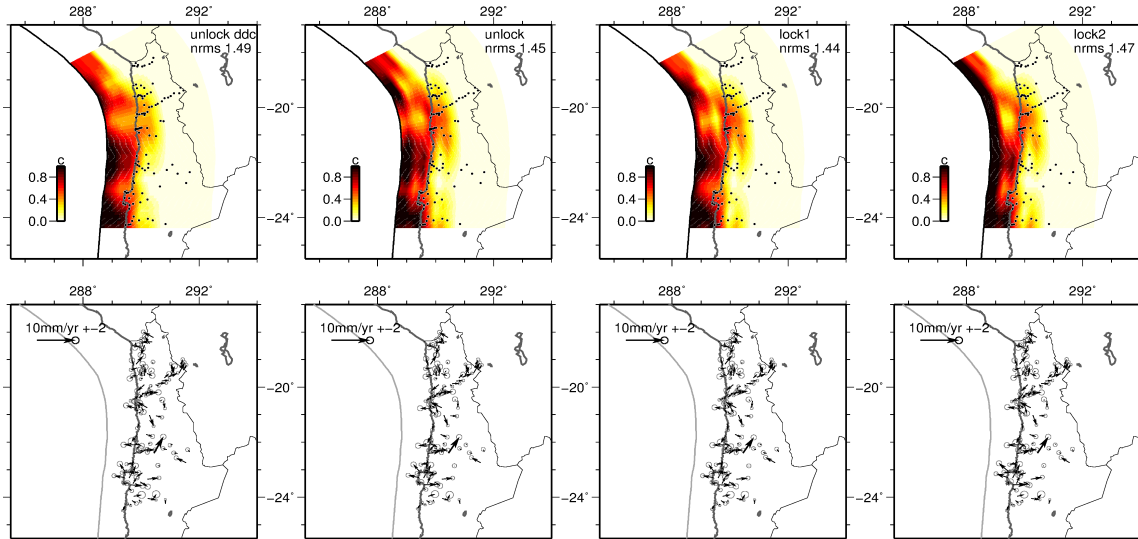 288 292 288 292 288 292 288 292
unlock ddc unlock lock1 lock2
nrms 1.49 nrms 1.45 nrms 1.44 nrms 1.47
−20° −20° −20°
c c c c
0.8 0.8 0.8 0.8
0.4 0.4 0.4 0.4
0.0 0.0 0.0 0.0
−24° −24° −24°
288 292 288 292 288 292 288 292
10mm/yr +−2 10mm/yr +−2 10mm/yr +−2 10mm/yr +−2
−20° −20° −20°
−24° −24° −24°